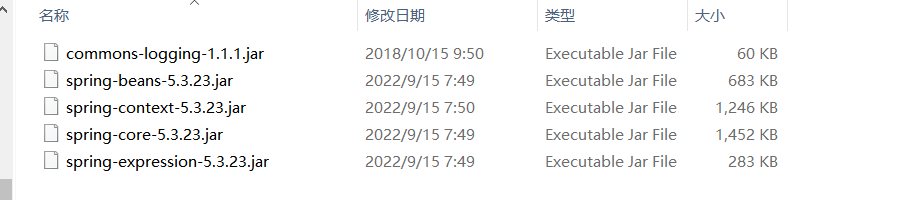 名称 修改日期 类型 大小
commons-logging-1.1.1.jar 2018/10/15 9:50 Executable Jar File 60 KB
spring-beans-5.3.23.jar 2022/9/15 7:49 Executable Jar File 683 KB
spring-context-5.3.23.jar 2022/9/15 7:50 Executable Jar File 1,246 KB
spring-core-5.3.23.jar 2022/9/15 7:49 Executable Jar File 1,452 KB
spring-expression-5.3.23.jar 2022/9/15 7:49 Executable Jar File 283 KB